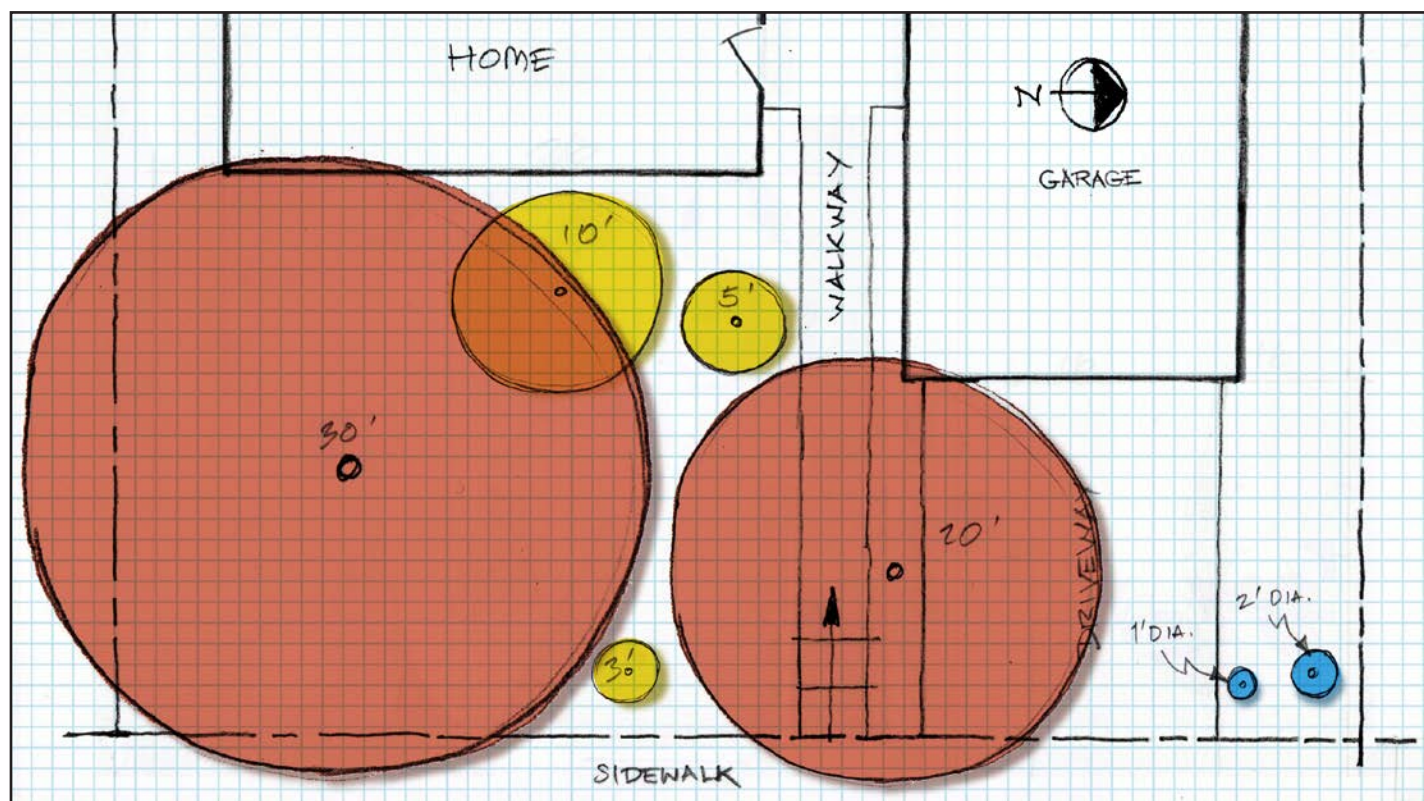 HOME
N
GARAGE
WALKWAY
10'
5'
30'
20'
DRIVEWAY
2' DIA.
1' DIA.
3'
SIDEWALK